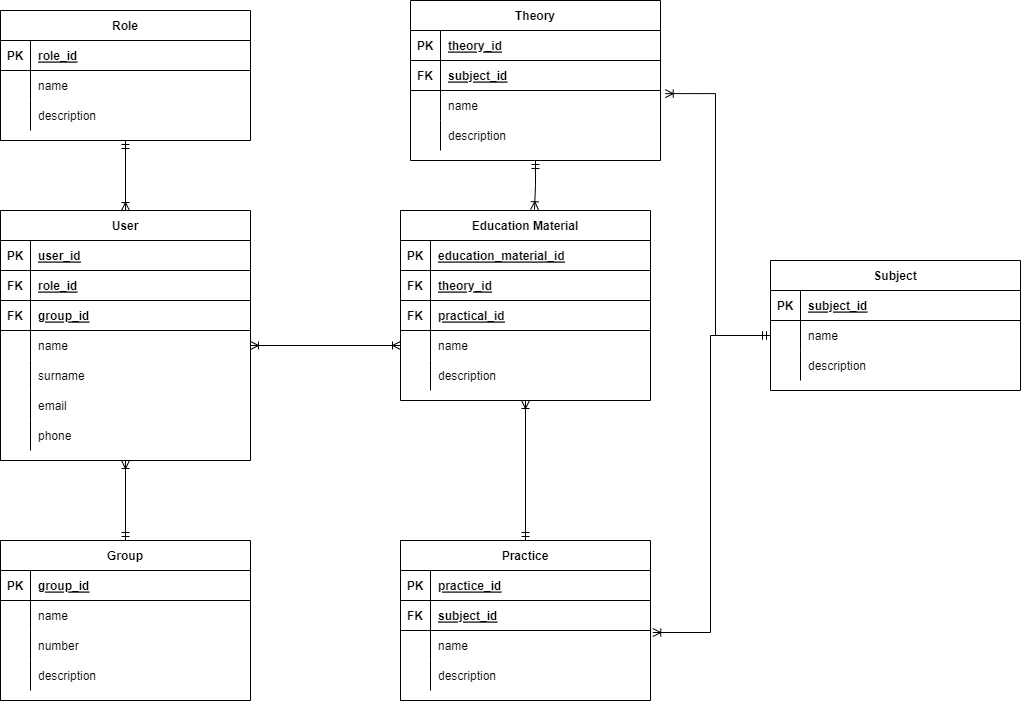 Role
PK role_id
name
description
Theory
PK theory_id
FK subject_id
name
description
User
PK user_id
FK role_id
FK group_id
name
surname
email
phone
Education Material
PK education_material_id
FK theory_id
FK practical_id
name
description
Subject
PK subject_id
name
description
Group
PK group_id
name
number
description
Practice
PK practice_id
FK subject_id
name
description